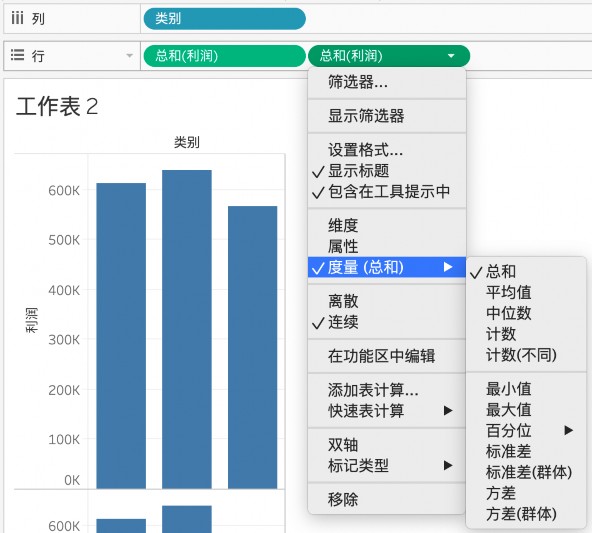 列
类别
行
总和(利润)
总和(利润)
工作表 2
类别
600K
500K
400K
300K
200K
100K
0K
600K
利润
筛选器...
显示筛选器
设置格式...
显示标题
包含在工具提示中
维度
属性
度量 (总和)
离散
连续
在功能区中编辑
添加表计算...
快速表计算
双轴
标记类型
移除
总和
平均值
中位数
计数
计数(不同)
最小值
最大值
百分位
标准差
标准差(群体)
方差
方差(群体)